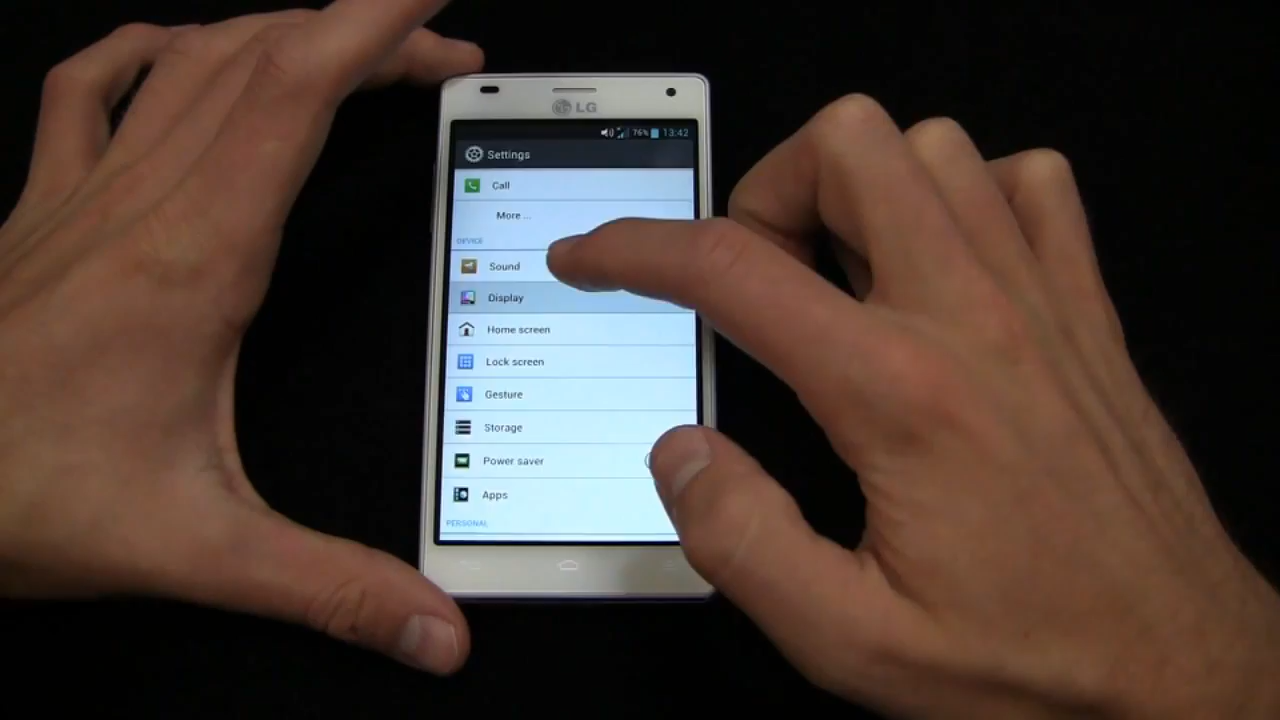 LG
76% 13:42
Settings
Call
More ...
DEVICE
Sound
Display
Home screen
Lock screen
Gesture
Storage
Power saver
Apps
PERSONAL